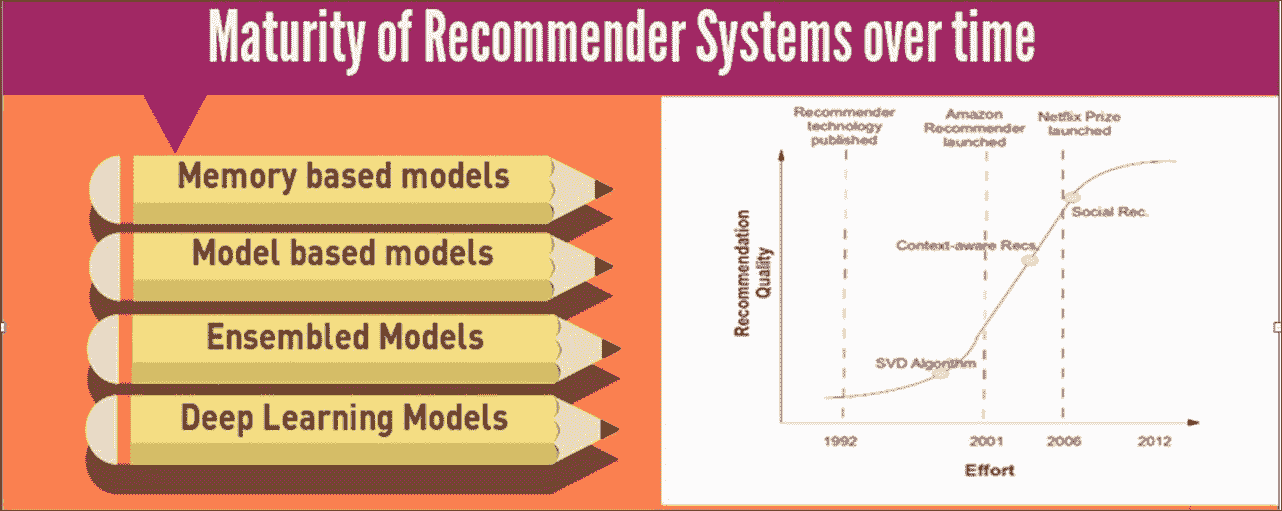 Maturity of Recommender Systems over time
Memory based models
Model based models
Ensembled Models
Deep Learning Models
Recommender
technology
published
Amazon
Recommender
launched
Netflix Prize
launched
Social Rec.
Context-aware Recs.
SVD Algorithm
Recommendation
Quality
1992
2001
2006
2012
Effort